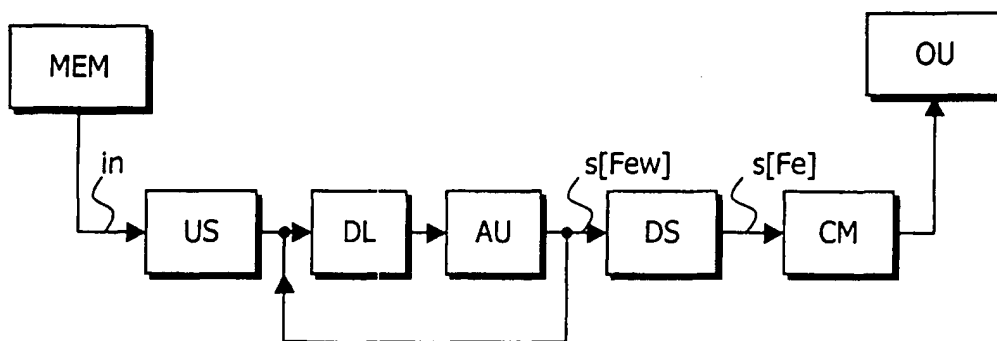 MEM
OU
in
s[Few]
s[Fe]
US
DL
AU
DS
CM